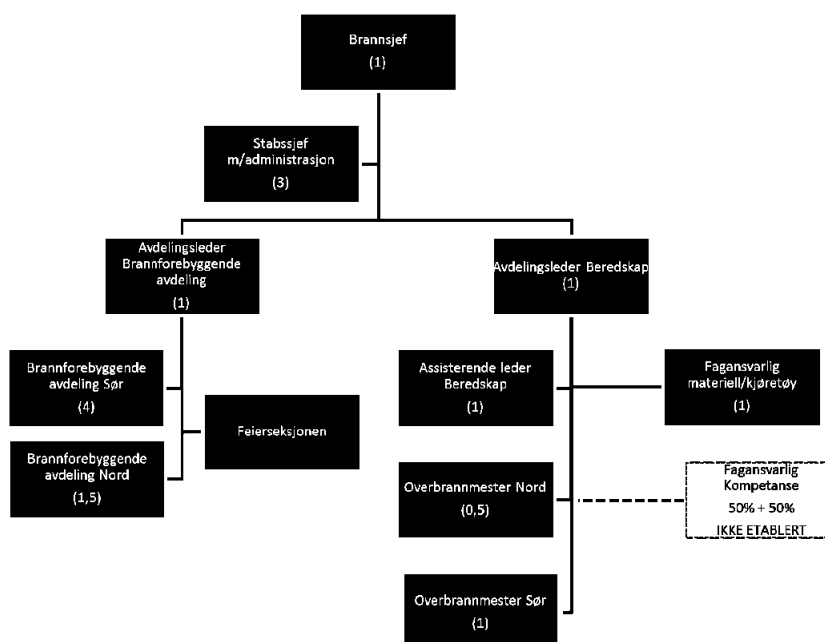 Brannsjef
(1)
Stabssjef
m/administrasjon
(3)
Avdelingsleder
Brannforebyggende
avdeling
(1)
Avdelingsleder Beredskap
(1)
Brannforebyggende
avdeling Sør
(4)
Feierseksjonen
Brannforebyggende
avdeling Nord
(1,5)
Assisterende leder
Beredskap
(1)
Fagansvarlig
materiell/kjøretøy
(1)
Overbrannmester Nord
(0,5)
Fagansvarlig
Kompetanse
50% + 50%
IKKE ETABLERT
Overbrannmester Sør
(1)